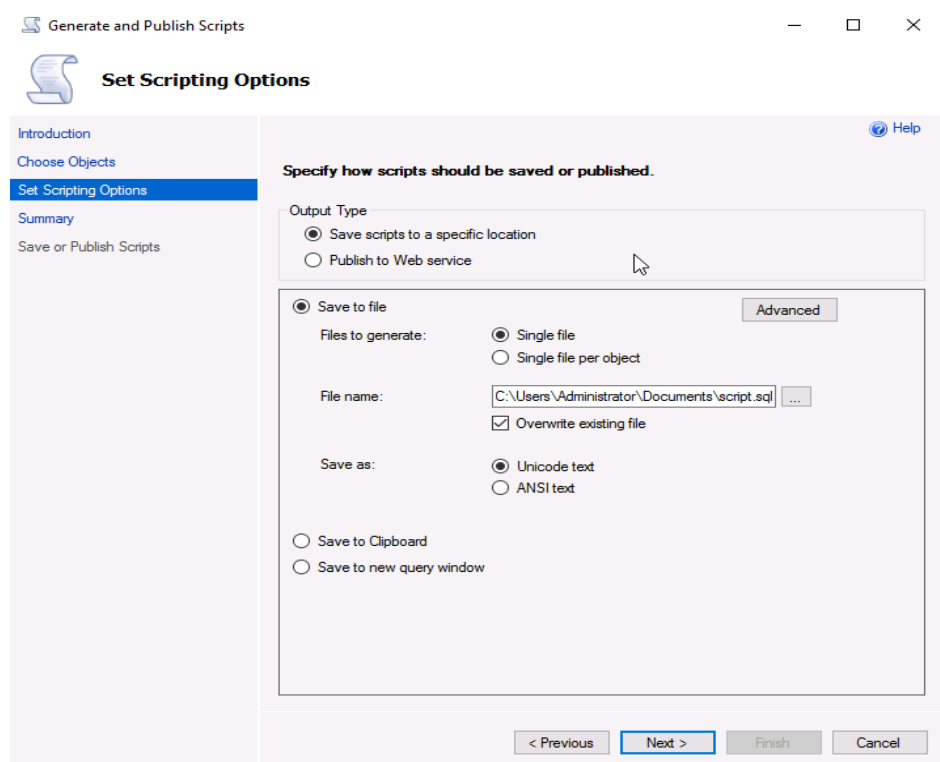 Generate and Publish Scripts
Set Scripting Options
Introduction
Choose Objects
Set Scripting Options
Summary
Save or Publish Scripts
Help
Specify how scripts should be saved or published.
Output Type
Save scripts to a specific location
Publish to Web service
Save to file
Advanced
Files to generate:
Single file
Single file per object
File name:
C:\Users\Administrator\Documents\script.sql
...
Overwrite existing file
Save as:
Unicode text
ANSI text
Save to Clipboard
Save to new query window
< Previous
Next >
Finish
Cancel